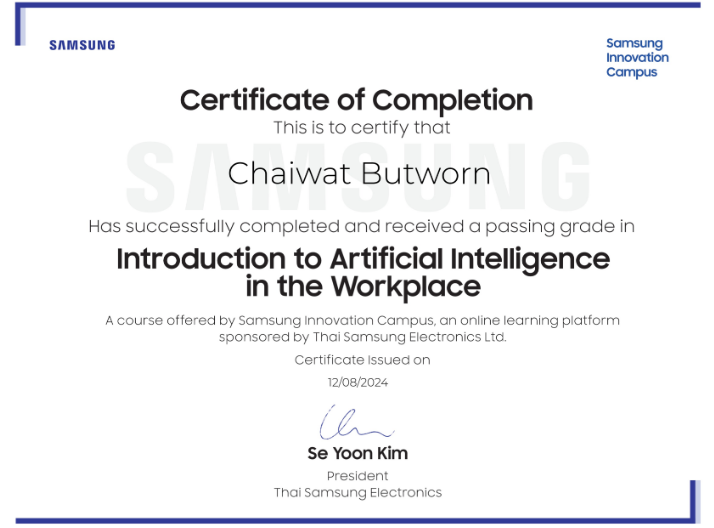 SAMSUNG
Samsung
Innovation
Campus
Certificate of Completion
This is to certify that
SAMSUNG
Chaiwat Butworn
Has successfully completed and received a passing grade in
Introduction to Artificial Intelligence
in the Workplace
A course offered by Samsung Innovation Campus, an online learning platform
sponsored by Thai Samsung Electronics Ltd.
Certificate Issued on
12/08/2024
Se Yoon Kim
President
Thai Samsung Electronics